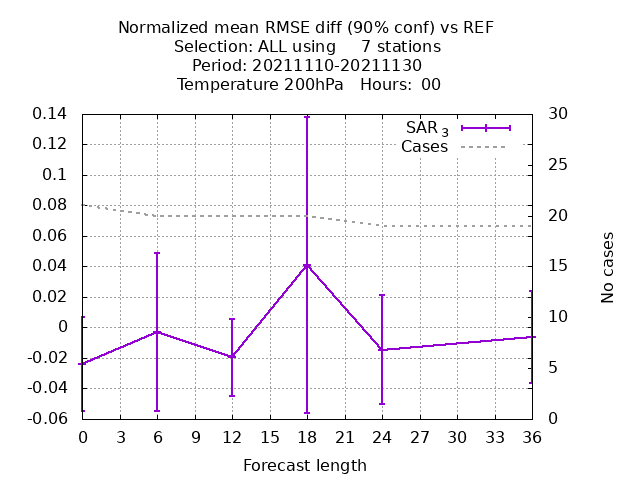 Normalized mean RMSE diff (90% conf) vs REF
Selection: ALL using     7 stations
Period: 20211110-20211130
Temperature 200hPa   Hours:  00
SAR 3
Cases
0.14
0.12
0.1
0.08
0.06
0.04
0.02
0
-0.02
-0.04
-0.06
30
25
20
15
10
5
0
No cases
0 3 6 9 12 15 18 21 24 27 30 33 36
Forecast length